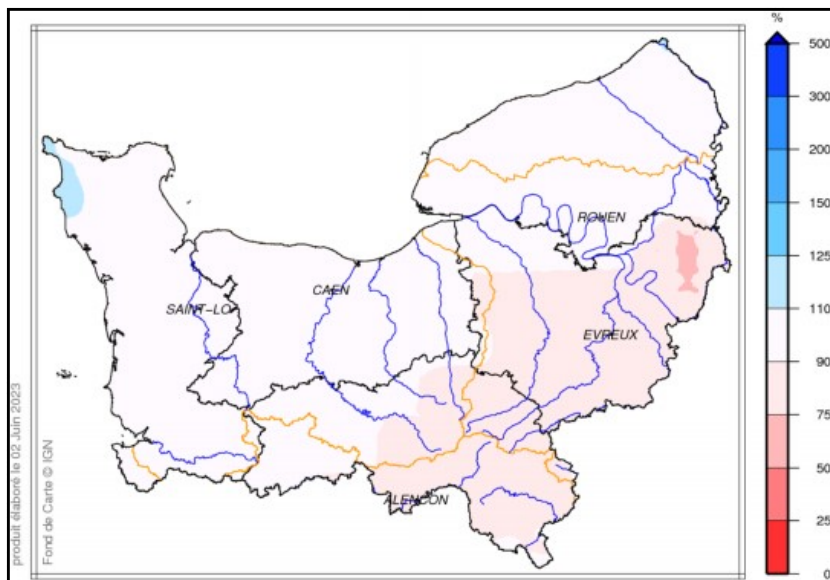 %
500
300
200
150
125
110
90
75
50
25
0
ROUEN
CAEN
SAINT-LO
EVREUX
ALENCON
produit élaboré le 02 Juin 2023
Fond de Carte © IGN